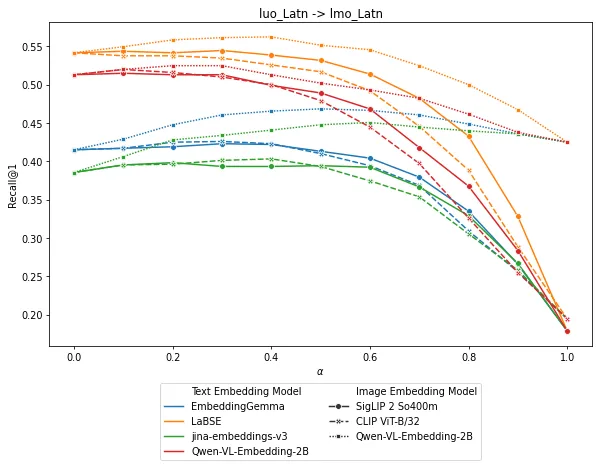 luo_Latn -> lmo_Latn
Recall@1
0.55
0.50
0.45
0.40
0.35
0.30
0.25
0.20
0.0 0.2 0.4 0.6 0.8 1.0
α
Text Embedding Model
EmbeddingGemma
LaBSE
jina-embeddings-v3
Qwen-VL-Embedding-2B
Image Embedding Model
SigLIP 2 So400m
CLIP ViT-B/32
Qwen-VL-Embedding-2B